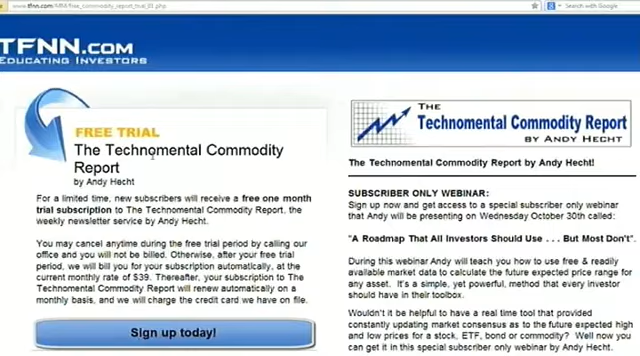 www.tfnn.com/MIM/free_commodity_report_trial_01.php
Search with Google
TFNN.COM
EDUCATING INVESTORS
FREE TRIAL
The Technomental Commodity
Report
by Andy Hecht
For a limited time, new subscribers will receive a free one month
trial subscription to The Technomental Commodity Report, the
weekly newsletter service by Andy Hecht.
You may cancel anytime during the free trial period by calling our
office and you will not be billed. Otherwise, after your free trial
period, we will bill you for your subscription automatically, at the
current monthly rate of $39. Thereafter, your subscription to The
Technomental Commodity Report will renew automatically on a
monthly basis, and we will charge the credit card we have on file.
Sign up today!
THE
Technomental Commodity Report
BY ANDY HECHT
The Technomental Commodity Report by Andy Hecht!
SUBSCRIBER ONLY WEBINAR:
Sign up now and get access to a special subscriber only webinar
that Andy will be presenting on Wednesday October 30th called:
"A Roadmap That All Investors Should Use . . . But Most Don't".
During this webinar Andy will teach you how to use free & readily
available market data to calculate the future expected price range for
any asset. It's a simple, yet powerful, method that every investor
should have in their toolbox.
Wouldn't it be helpful to have a real time tool that provided
constantly updating market consensus as to the future expected high
and low prices for a stock, ETF, bond or commodity? Well now you
can get it in this special subscriber only webinar by Andy Hecht.